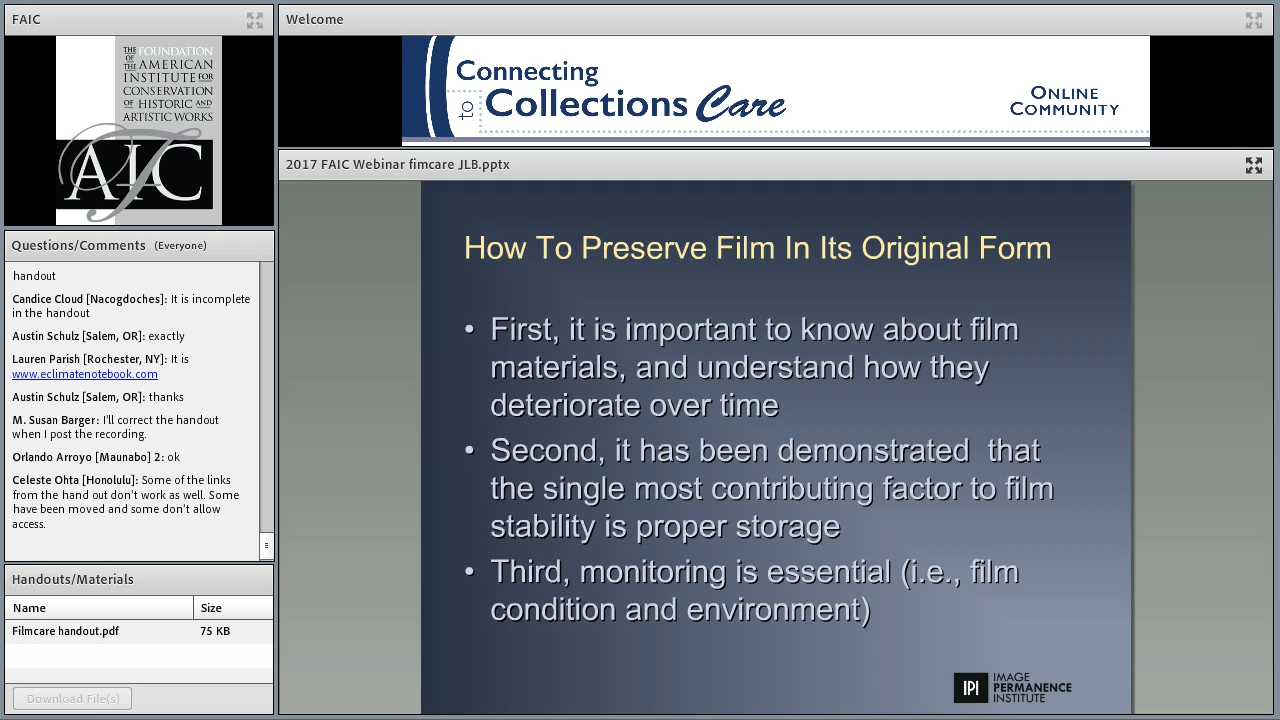 FAIC
THE FOUNDATION
OF THE AMERICAN
INSTITUTE FOR
CONSERVATION
OF HISTORIC AND
ARTISTIC WORKS
AIC
Questions/Comments (Everyone)
handout
Candice Cloud [Nacogdoches]: It is incomplete
in the handout
Austin Schulz [Salem, OR]: exactly
Lauren Parish [Rochester, NY]: It is
www.eclimatenotebook.com
Austin Schulz [Salem, OR]: thanks
M. Susan Barger: I'll correct the handout
when I post the recording.
Orlando Arroyo [Maunabo] 2: ok
Celeste Ohta [Honolulu]: Some of the links
from the hand out don't work as well. Some
have been moved and some don't allow
access.
Handouts/Materials
Name Size
Filmcare handout.pdf 75 KB
Download File(s)
Welcome
Connecting
to Collections Care
ONLINE
COMMUNITY
2017 FAIC Webinar fimcare JLB.pptx
How To Preserve Film In Its Original Form
• First, it is important to know about film
materials, and understand how they
deteriorate over time
• Second, it has been demonstrated that
the single most contributing factor to film
stability is proper storage
• Third, monitoring is essential (i.e., film
condition and environment)
IPI
IMAGE
PERMANENCE
INSTITUTE